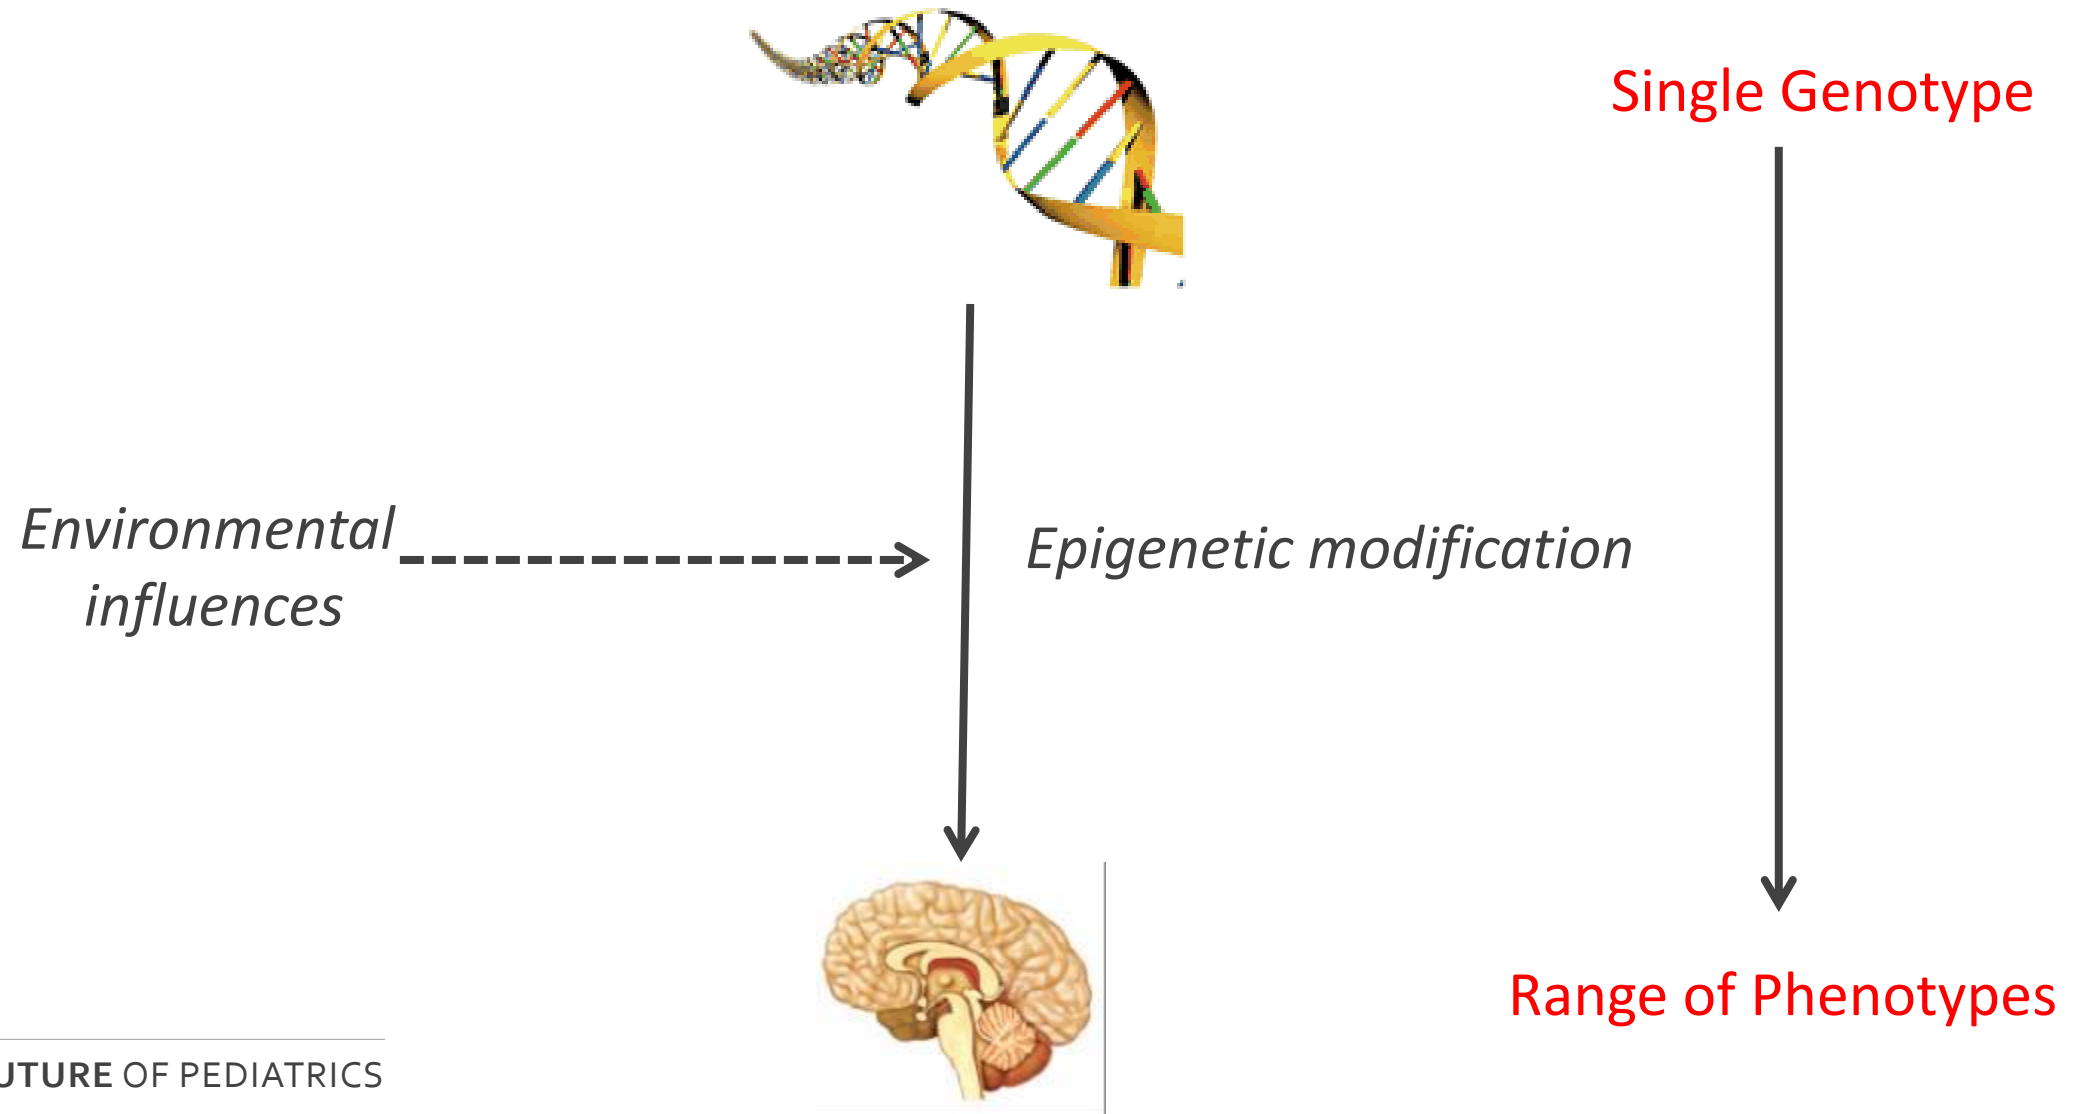 Single Genotype
Environmental
influences
Epigenetic modification
Range of Phenotypes
UTURE OF PEDIATRICS